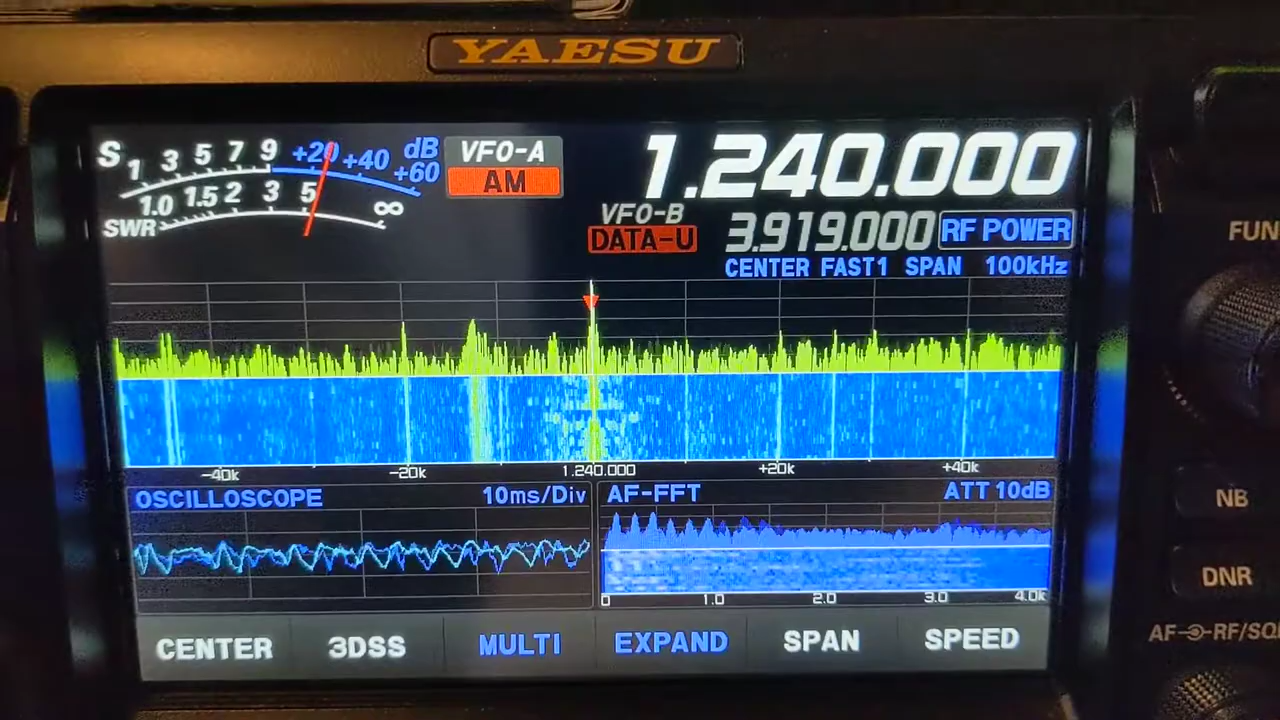 YAESU
S 1 3 5 7 9 +20 +40 +60 dB
1.0 1.5 2 3 5 ∞
SWR
VFO-A
AM
1.240.000
VFO-B
DATA-U
3.919.000
RF POWER
CENTER FAST1 SPAN 100kHz
-40k -20k 1.240.000 +20k +40k
OSCILLOSCOPE 10ms/Div
AF-FFT ATT 10dB
0 1.0 2.0 3.0 4.0k
CENTER 3DSS MULTI EXPAND SPAN SPEED
FUN
NB
DNR
AF RF/SQL